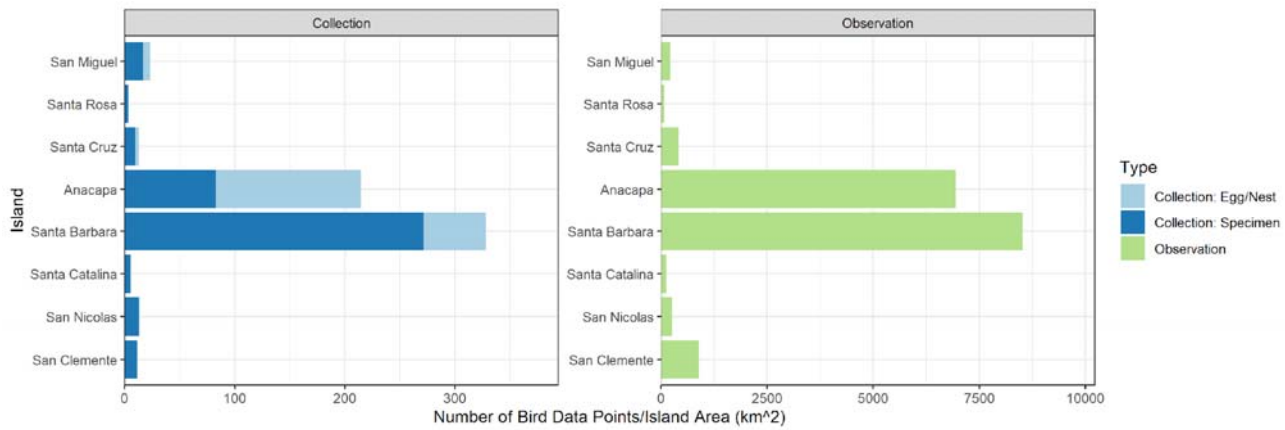 Collection
Observation
Island
San Miguel
Santa Rosa
Santa Cruz
Anacapa
Santa Barbara
Santa Catalina
San Nicolas
San Clemente
0 100 200 300
San Miguel
Santa Rosa
Santa Cruz
Anacapa
Santa Barbara
Santa Catalina
San Nicolas
San Clemente
0 2500 5000 7500 10000
Number of Bird Data Points/Island Area (km^2)
Type
Collection: Egg/Nest
Collection: Specimen
Observation